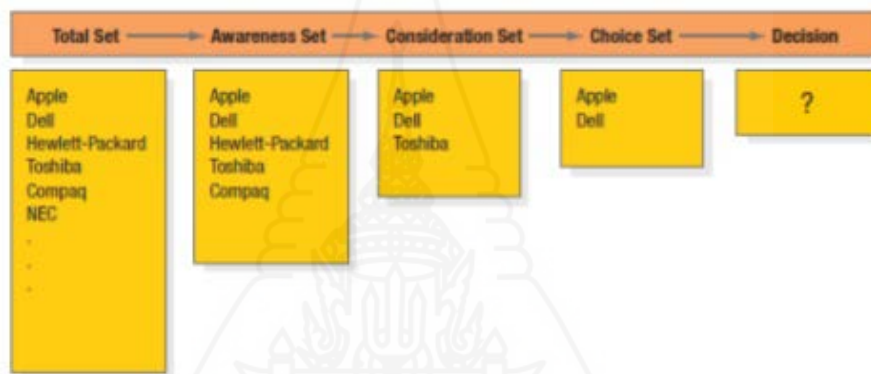 Total Set Awareness Set Consideration Set Choice Set Decision
Apple
Dell
Hewlett-Packard
Toshiba
Compaq
NEC
.
.
.
Apple
Dell
Hewlett-Packard
Toshiba
Compaq
Apple
Dell
Toshiba
Apple
Dell
?